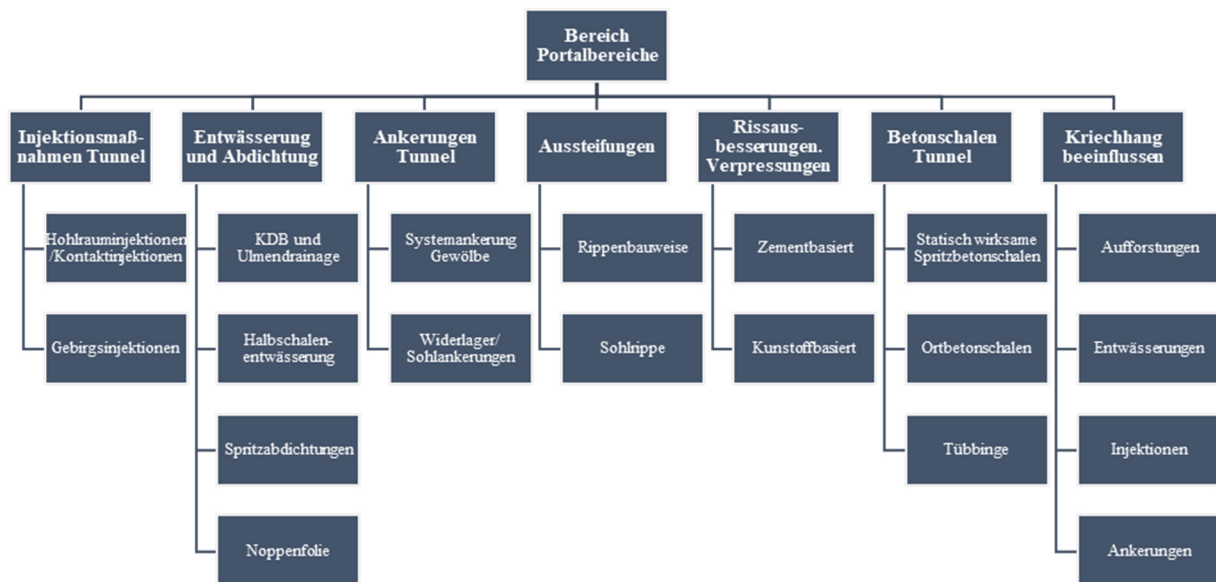 Bereich
Portalbereiche
Injektionsmaß-
nahmen Tunnel
Hohlrauminjektionen
/Kontaktinjektionen
Gebirgsinjektionen
Entwässerung
und Abdichtung
KDB und
Ulmendrainage
Halbschalen-
entwässerung
Spritzabdichtungen
Noppenfolie
Ankerungen
Tunnel
Systemankerung
Gewölbe
Widerlager/
Sohlankerungen
Aussteifungen
Rippenbauweise
Sohlrippe
Rissaus-
besserungen.
Verpressungen
Zementbasiert
Kunstoffbasiert
Betonschalen
Tunnel
Statisch wirksame
Spritzbetonschalen
Ortbetonschalen
Tübbinge
Kriechhang
beeinflussen
Aufforstungen
Entwässerungen
Injektionen
Ankerungen